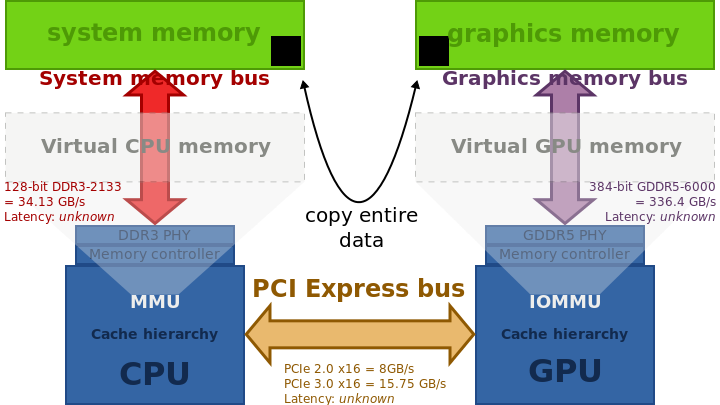 system memory
graphics memory
System memory bus
Graphics memory bus
Virtual CPU memory
Virtual GPU memory
128-bit DDR3-2133
= 34.13 GB/s
Latency: unknown
384-bit GDDR5-6000
= 336.4 GB/s
Latency: unknown
copy entire
data
DDR3 PHY
Memory controller
GDDR5 PHY
Memory controller
PCI Express bus
MMU
Cache hierarchy
CPU
IOMMU
Cache hierarchy
GPU
PCIe 2.0 x16 = 8GB/s
PCIe 3.0 x16 = 15.75 GB/s
Latency: unknown